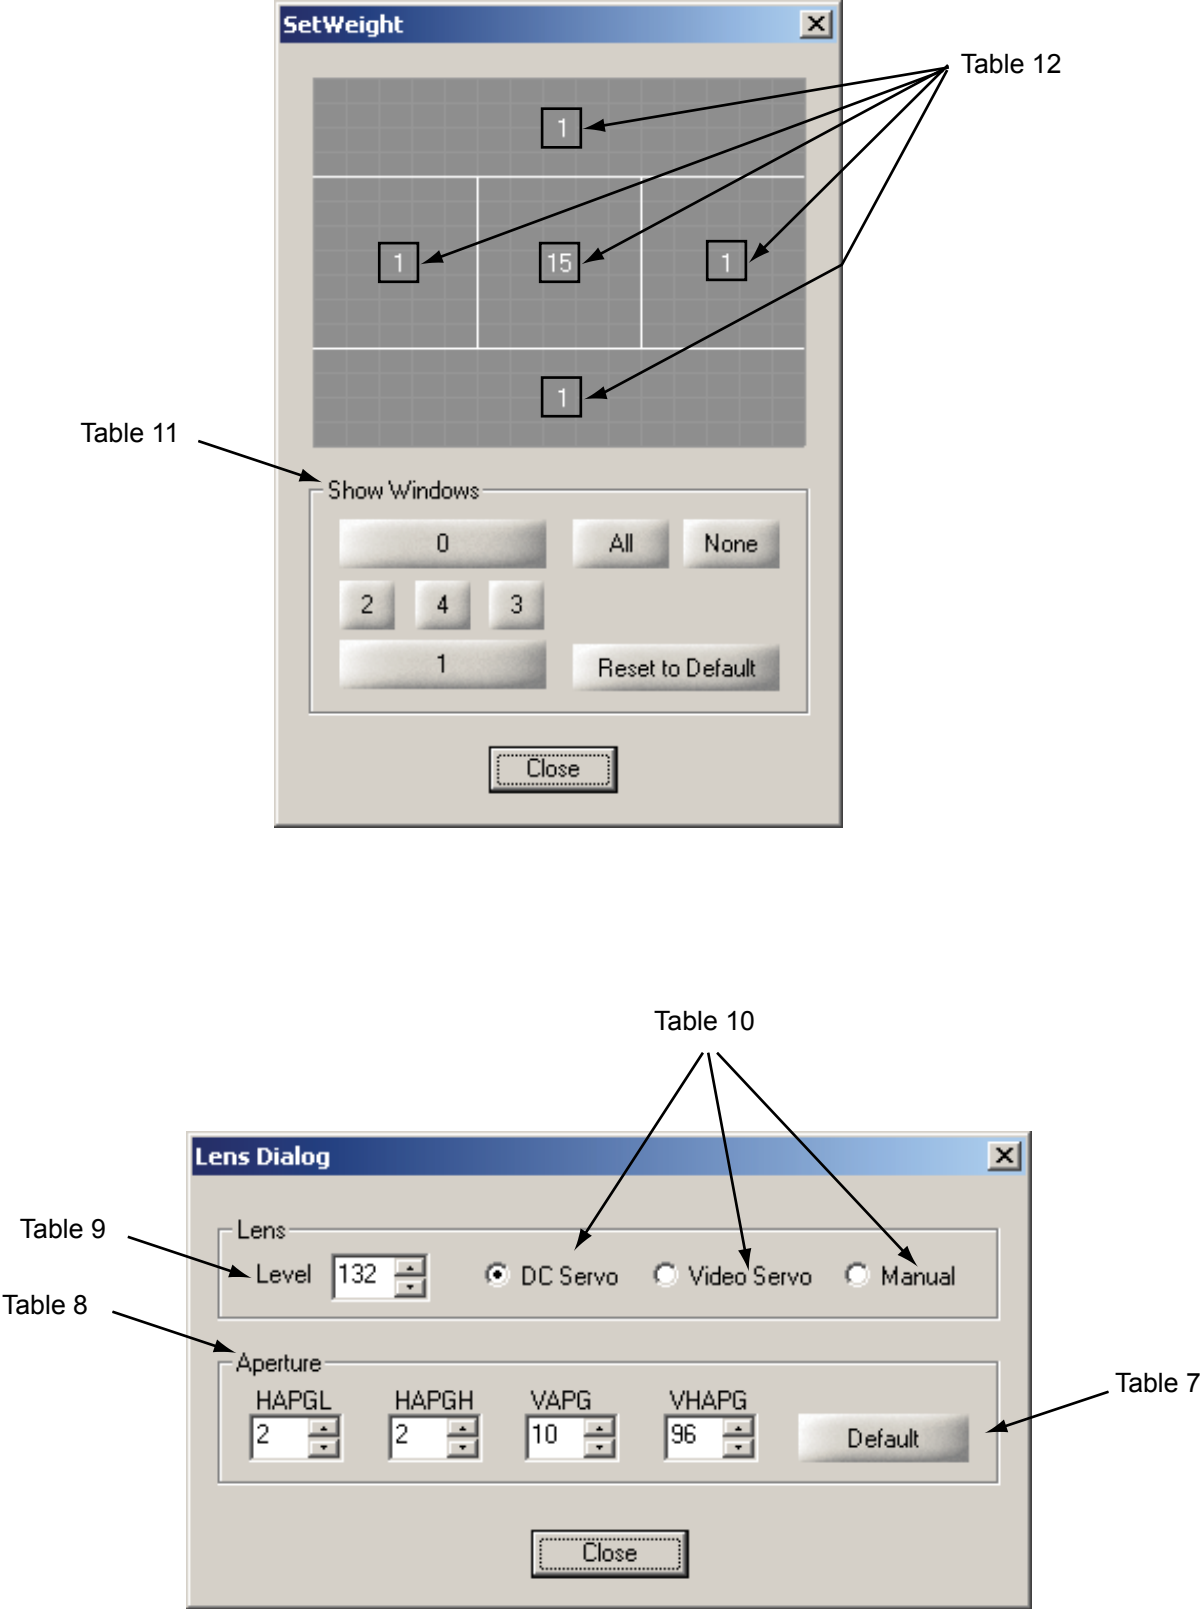 SetWeight
Table 12
1
1
15
1
1
Table 11
Show Windows
0
All
None
2
4
3
1
Reset to Default
Close
Table 10
Lens Dialog
Table 9
Lens
Level
132
DC Servo
Video Servo
Manual
Table 8
Aperture
Table 7
HAPGL
HAPGH
VAPG
VHAPG
2
2
10
96
Default
Close